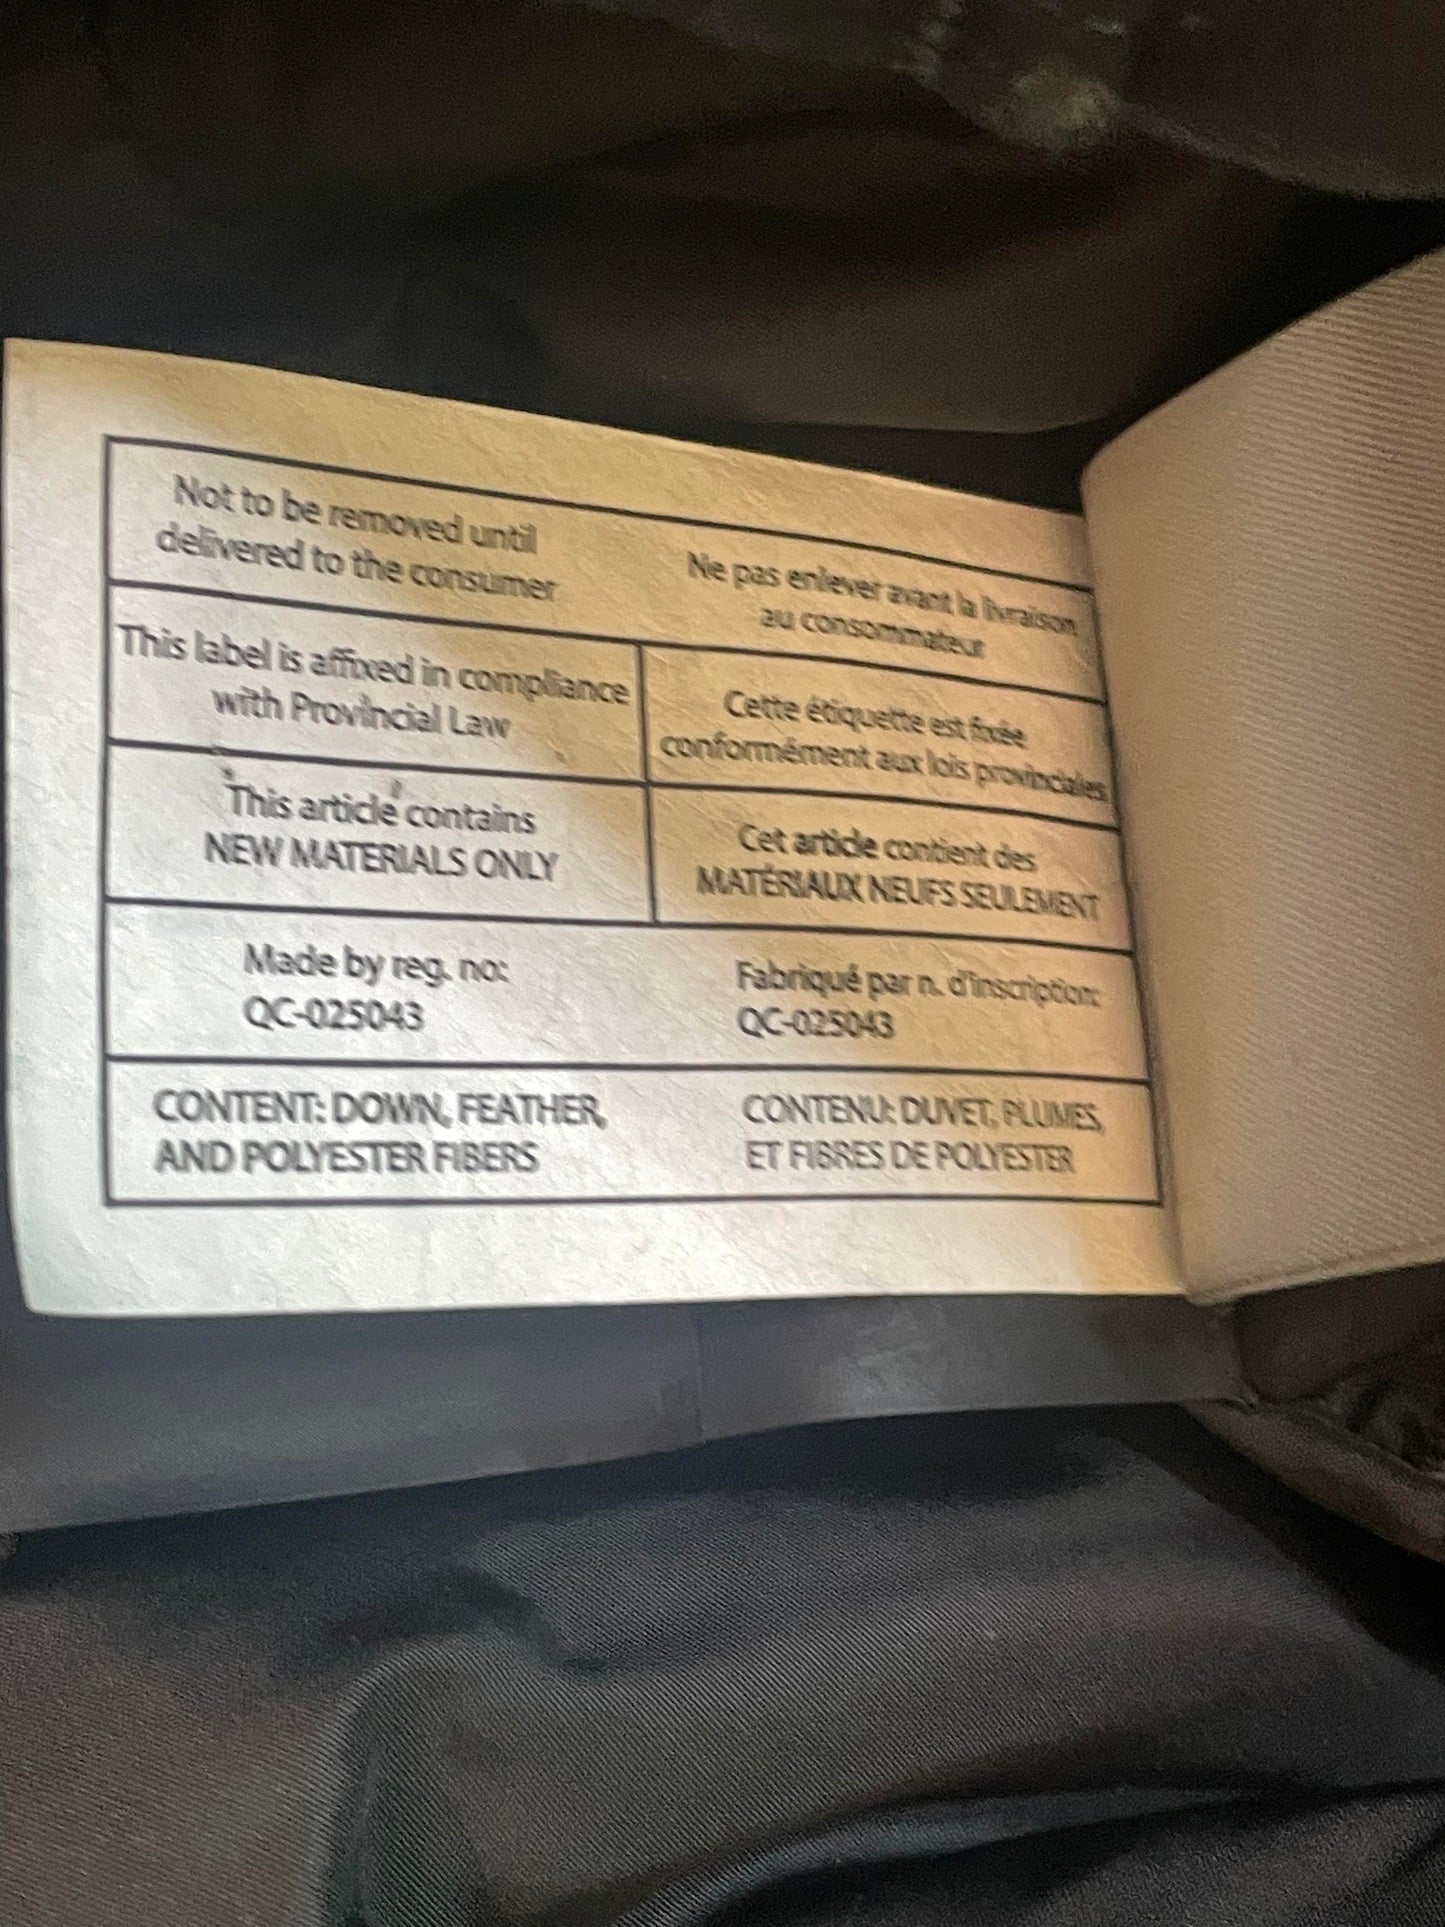 Not to be removed until
delivered to the consumer
Ne pas enlever avant la livraison
au consommateur
This label is affixed in compliance
with Provincial Law
Cette étiquette est fixée
conformément aux lois provinciales
This article contains
NEW MATERIALS ONLY
Cet article contient des
MATÉRIAUX NEUFS SEULEMENT
Made by reg. no:
QC-025043
Fabriqué par n. d'inscription:
QC-025043
CONTENT: DOWN, FEATHER,
AND POLYESTER FIBERS
CONTENU: DUVET, PLUMES,
ET FIBRES DE POLYESTER